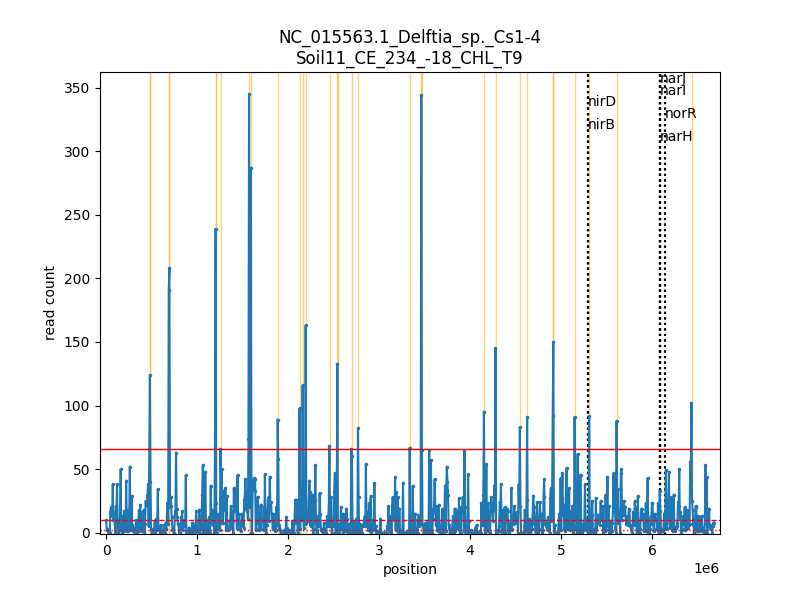 NC_015563.1_Delftia_sp._Cs1-4
Soil11_CE_234_-18_CHL_T9
read count
350
300
250
200
150
100
50
0
narJ
narI
nirD
norR
nirB
narH
0
1
2
3
4
5
6
1e6
position